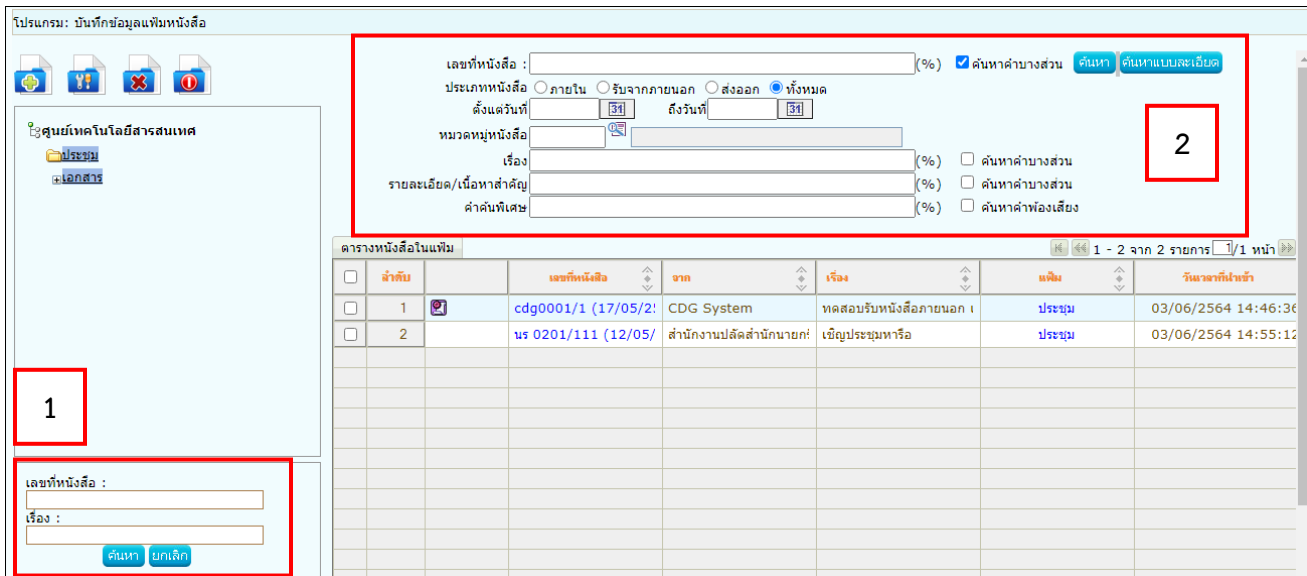 โปรแกรม: บันทึกข้อมูลแฟ้มหนังสือ
เลขที่หนังสือ : (%) ค้นหาคำบางส่วน ค้นหา ค้นหาแบบละเอียด
ประเภทหนังสือ ภายใน รับจากภายนอก ส่งออก ทั้งหมด
ตั้งแต่วันที่ 31 ถึงวันที่ 31
หมวดหมู่หนังสือ
เรื่อง (%) ค้นหาคำบางส่วน
รายละเอียด/เนื้อหาสำคัญ (%) ค้นหาคำบางส่วน
คำค้นพิเศษ (%) ค้นหาคำพ้องเสียง
2
ศูนย์เทคโนโลยีสารสนเทศ
ประชุม
เอกสาร
1
เลขที่หนังสือ :
เรื่อง :
ค้นหา ยกเลิก
ตารางหนังสือในแฟ้ม 1 - 2 จาก 2 รายการ 1/1 หน้า
ลำดับ เลขที่หนังสือ จาก เรื่อง แฟ้ม วันเวลาที่นำเข้า
1 cdg0001/1 (17/05/2 CDG System ทดสอบรับหนังสือภายนอก ประชุม 03/06/2564 14:46:36
2 นร 0201/111 (12/05/ สำนักงานปลัดสำนักนายก เชิญประชุมหารือ ประชุม 03/06/2564 14:55:12